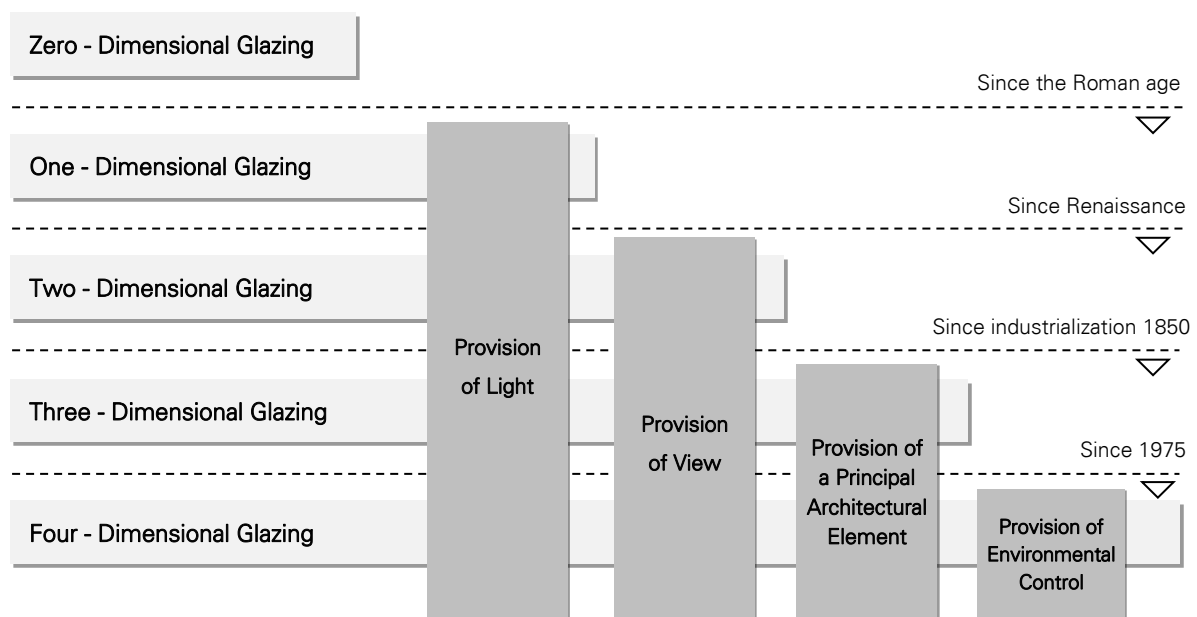 Zero - Dimensional Glazing
Since the Roman age
One - Dimensional Glazing
Since Renaissance
Two - Dimensional Glazing
Since industrialization 1850
Provision
of Light
Three - Dimensional Glazing
Provision
of View
Since 1975
Provision of
a Principal
Architectural
Element
Four - Dimensional Glazing
Provision of
Environmental
Control